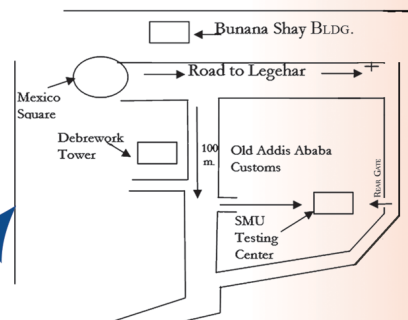 Bunana Shay BLDG.
Road to Legehar
Mexico
Square
Debrework
Tower
100
m.
Old Addis Ababa
Customs
REAR GATE
SMU
Testing
Center